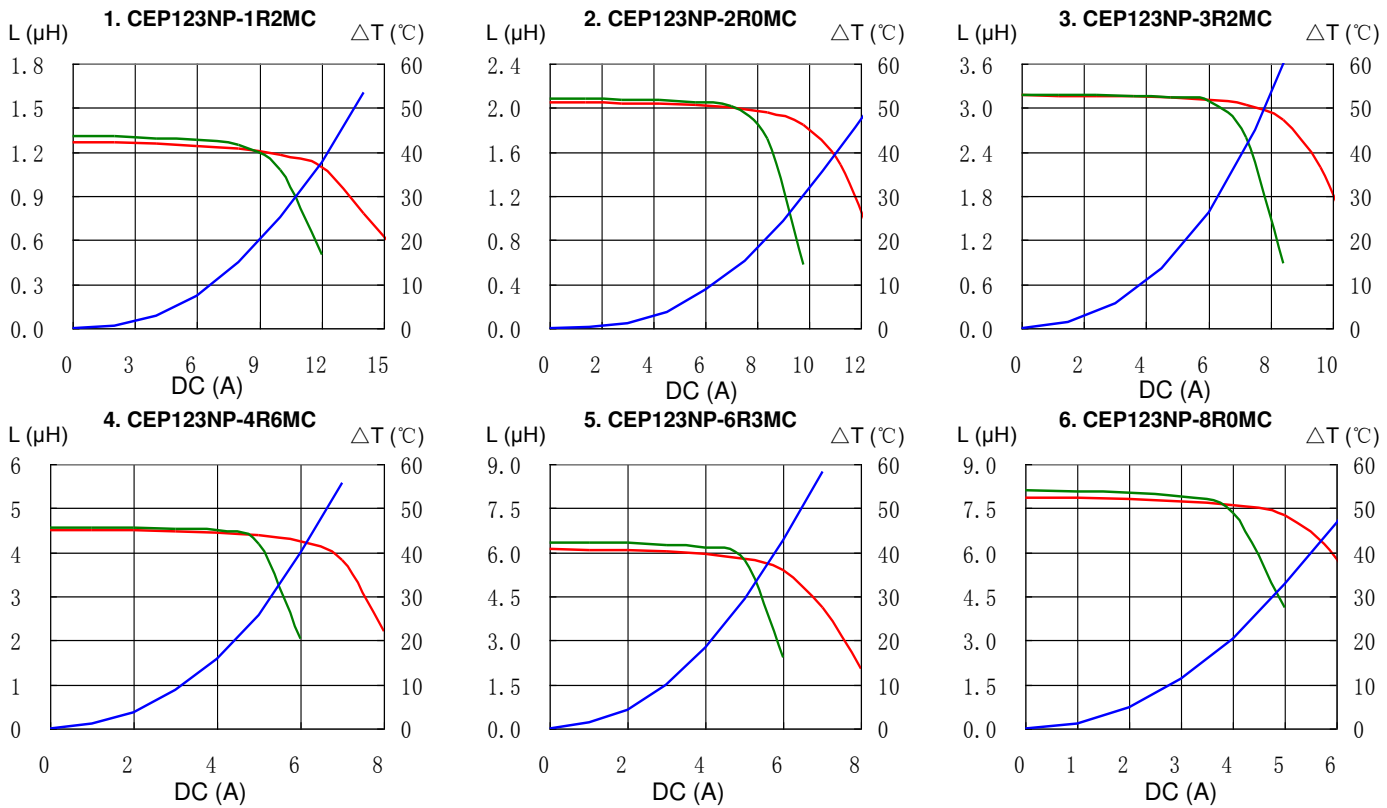 1. CEP123NP-1R2MC
L (µH)
△T (℃)
1.8
1.5
1.2
0.9
0.6
0.3
0.0
60
50
40
30
20
10
0
0 3 6 9 12 15
DC (A)
2. CEP123NP-2R0MC
L (µH)
△T (℃)
2.4
2.0
1.6
1.2
0.8
0.4
0.0
60
50
40
30
20
10
0
0 2 4 6 8 10 12
DC (A)
3. CEP123NP-3R2MC
L (µH)
△T (℃)
3.6
3.0
2.4
1.8
1.2
0.6
0.0
60
50
40
30
20
10
0
0 2 4 6 8 10
DC (A)
4. CEP123NP-4R6MC
L (µH)
△T (℃)
6
5
4
3
2
1
0
60
50
40
30
20
10
0
0 2 4 6 8
DC (A)
5. CEP123NP-6R3MC
L (µH)
△T (℃)
9.0
7.5
6.0
4.5
3.0
1.5
0.0
60
50
40
30
20
10
0
0 2 4 6 8
DC (A)
6. CEP123NP-8R0MC
L (µH)
△T (℃)
9.0
7.5
6.0
4.5
3.0
1.5
0.0
60
50
40
30
20
10
0
0 1 2 3 4 5 6
DC (A)